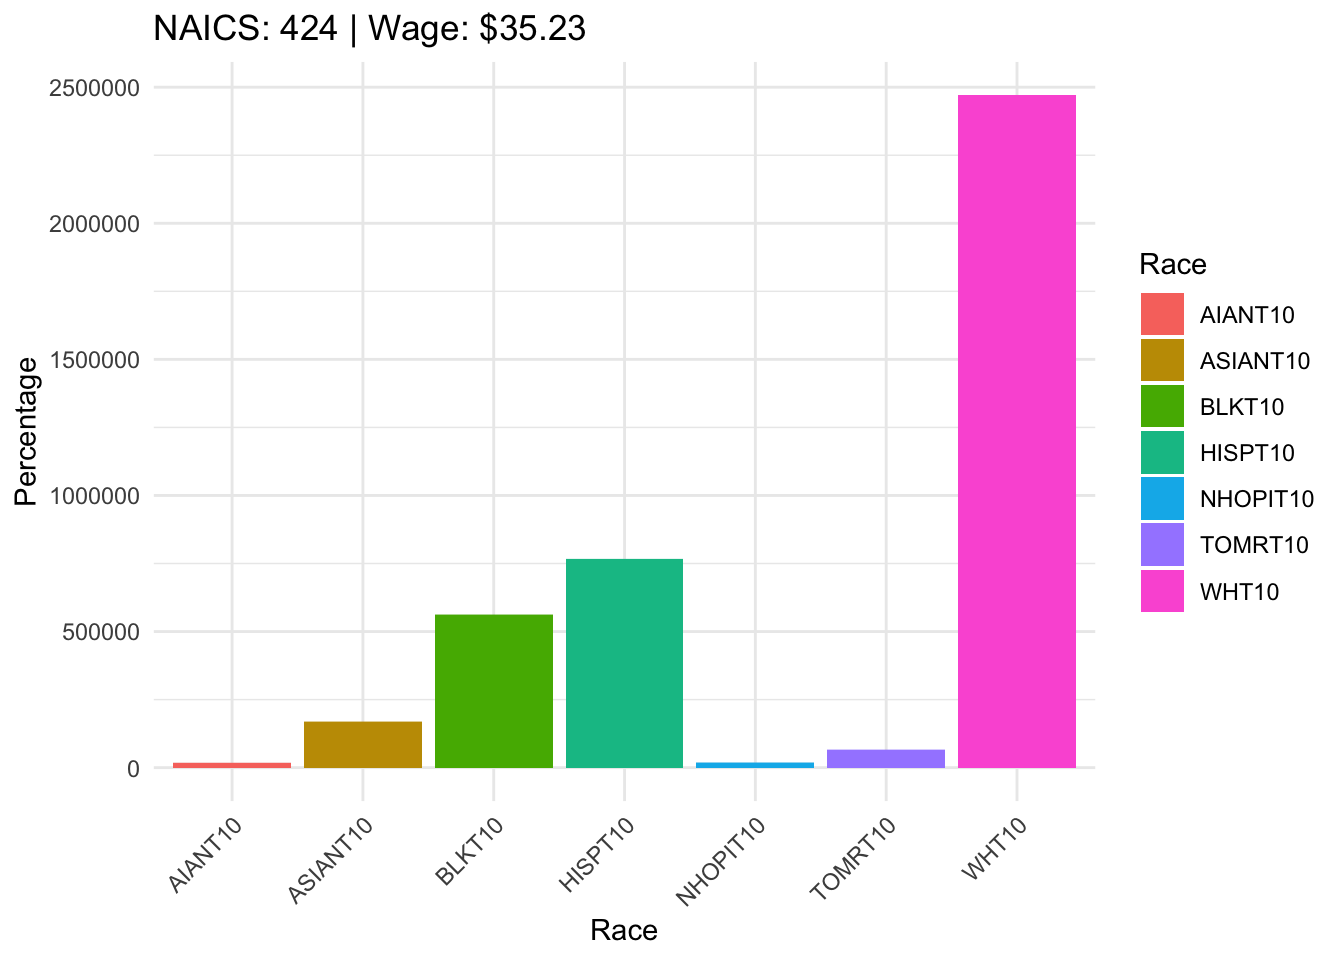 NAICS: 424 | Wage: $35.23
2500000
2000000
1500000
1000000
500000
0
Percentage
AIANT10
ASIANT10
BLKT10
HISPT10
NHOPIT10
TOMRT10
WHT10
Race
Race
AIANT10
ASIANT10
BLKT10
HISPT10
NHOPIT10
TOMRT10
WHT10